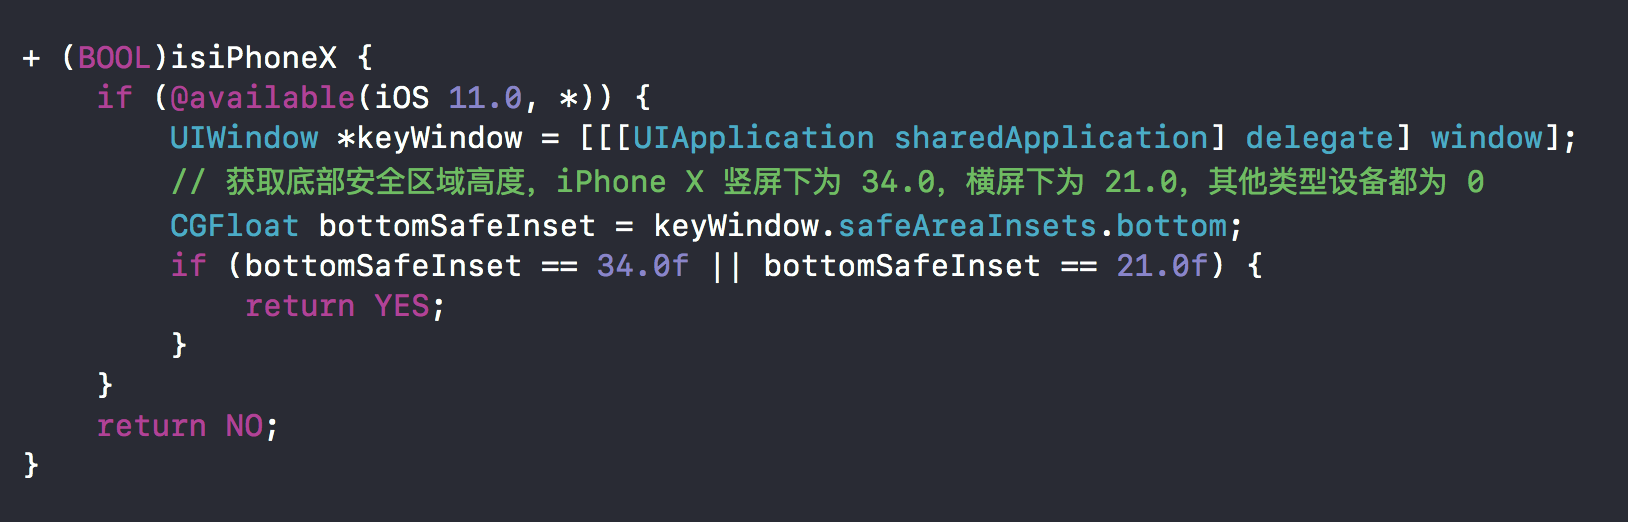 + (BOOL)isiPhoneX {
    if (@available(iOS 11.0, *)) {
        UIWindow *keyWindow = [[[UIApplication sharedApplication] delegate] window];
        // 获取底部安全区域高度，iPhone X 竖屏下为 34.0，横屏下为 21.0，其他类型设备都为 0
        CGFloat bottomSafeInset = keyWindow.safeAreaInsets.bottom;
        if (bottomSafeInset == 34.0f || bottomSafeInset == 21.0f) {
            return YES;
        }
    }
    return NO;
}